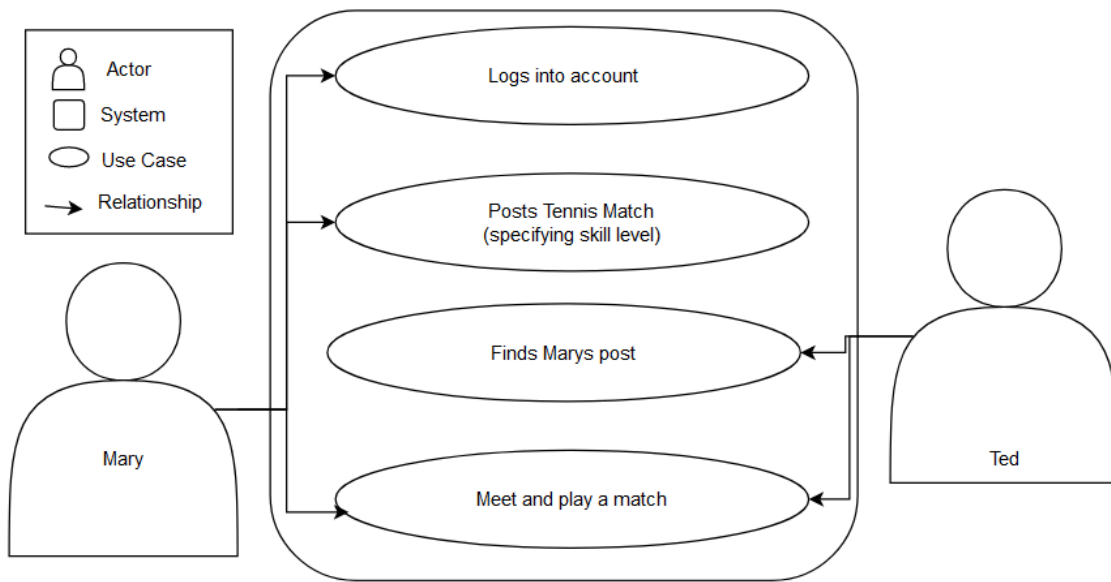 Actor
System
Use Case
Relationship
Logs into account
Posts Tennis Match
(specifying skill level)
Finds Marys post
Meet and play a match
Mary
Ted